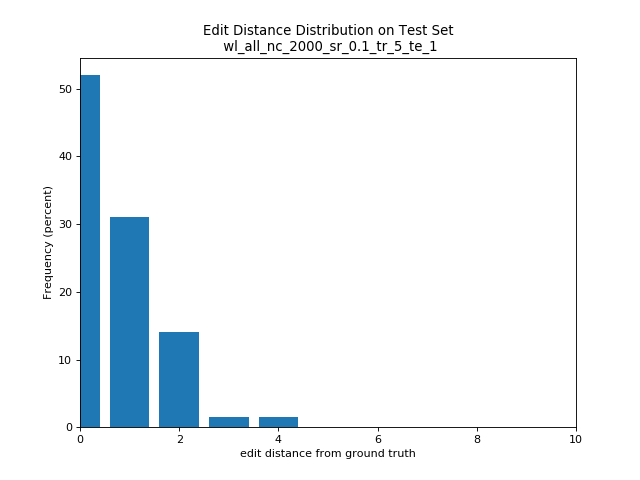 Edit Distance Distribution on Test Set
wl_all_nc_2000_sr_0.1_tr_5_te_1
50
40
30
20
10
0
Frequency (percent)
0 2 4 6 8 10
edit distance from ground truth